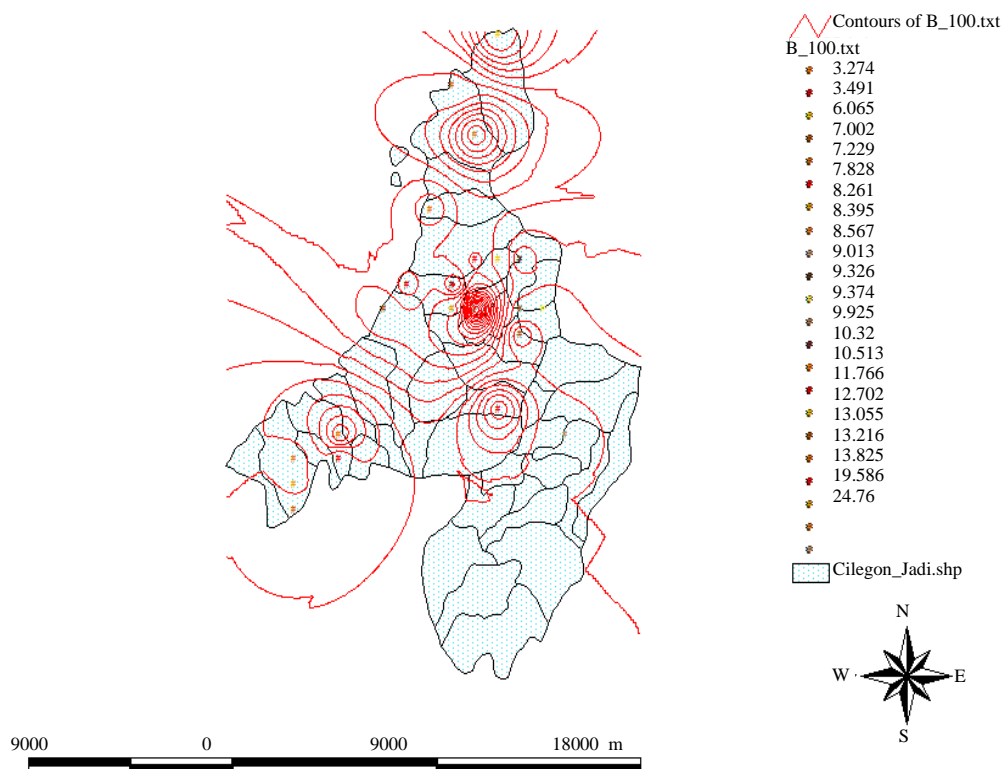 Contours of B_100.txt
B_100.txt
3.274
3.491
6.065
7.002
7.229
7.828
8.261
8.395
8.567
9.013
9.326
9.374
9.925
10.32
10.513
11.766
12.702
13.055
13.216
13.825
19.586
24.76
Cilegon_Jadi.shp
N
W
E
S
9000 0 9000 18000 m